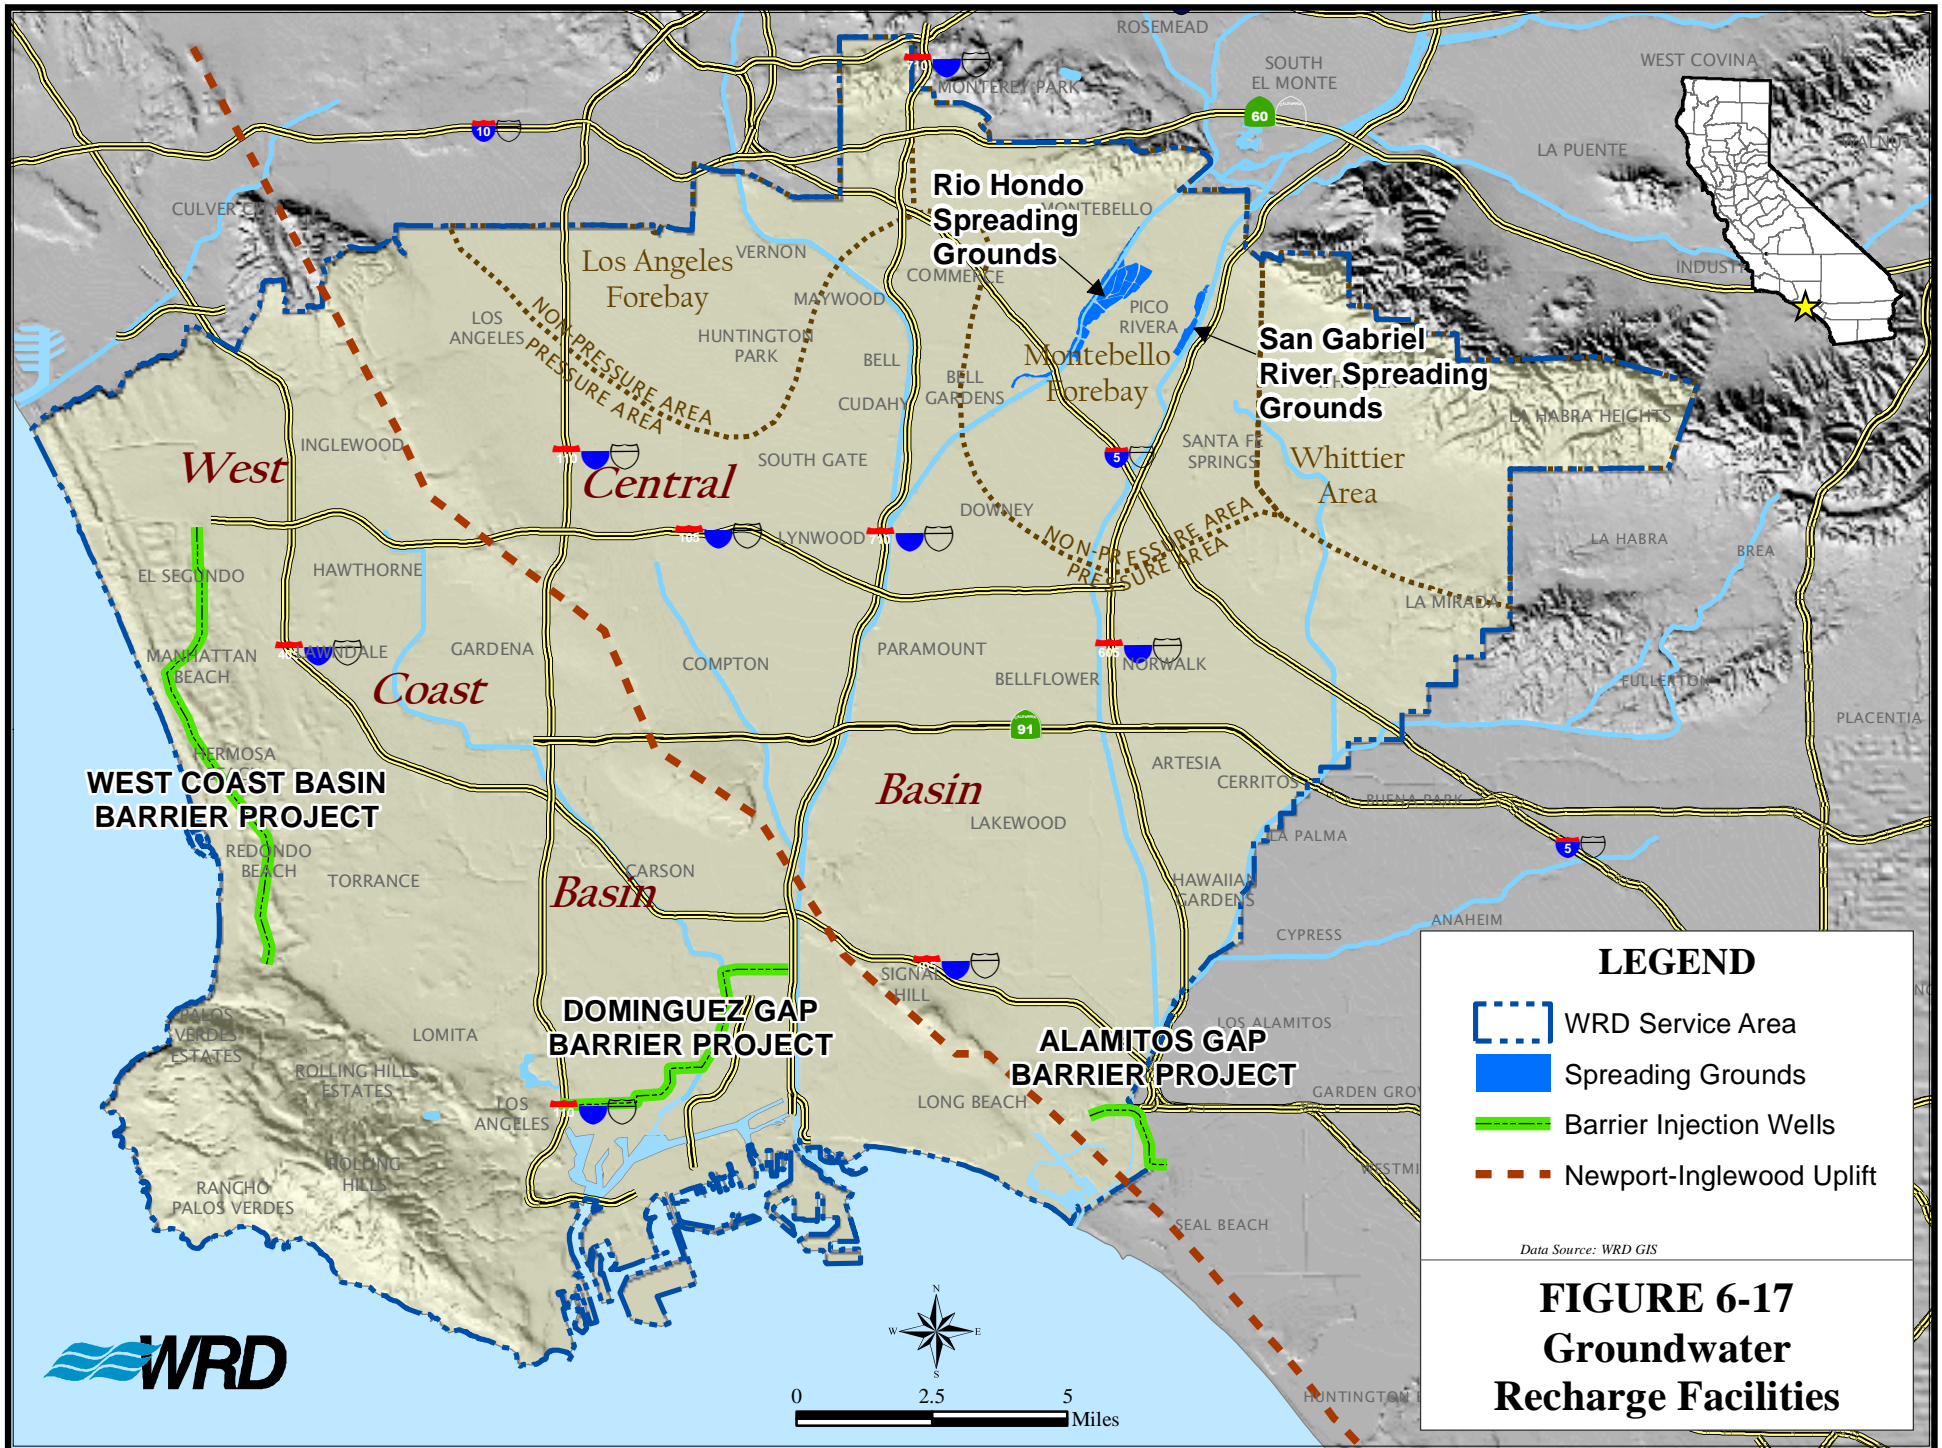 ROSEMEAD
SOUTH
EL MONTE
WEST COVINA
710
MONTEREY PARK
60
10
LA PUENTE
CULVER
Rio Hondo
Spreading
Grounds
MONTEBELLO
Los Angeles
Forebay
VERNON
COMMERCE
MAYWOOD
PICO
RIVERA
LOS
ANGELES
HUNTINGTON
PARK
NON-PRESSURE AREA
PRESSURE AREA
BELL
BELL
GARDENS
CUDAHY
Montebello
Forebay
San Gabriel
River Spreading
Grounds
LA HABRA HEIGHTS
INGLEWOOD
West
110
Central
SOUTH GATE
5
SANTA FE
SPRINGS
Whittier
Area
DOWNEY
NON-PRESSURE AREA
PRESSURE AREA
105
LYNWOOD
LA HABRA
BREA
EL SEGUNDO
HAWTHORNE
LA MIRADA
MANHATTAN
BEACH
LAWNDALE
GARDENA
COMPTON
PARAMOUNT
605
NORWALK
BELLFLOWER
FULLERTON
Coast
91
PLACENTIA
HERMOSA
WEST COAST BASIN
BARRIER PROJECT
Basin
ARTESIA
CERRITOS
BUENA PARK
LAKEWOOD
LA PALMA
5
REDONDO
BEACH
TORRANCE
CARSON
Basin
HAWAIIAN
GARDENS
CYPRESS
ANAHEIM
SIGNAL
HILL
DOMINGUEZ GAP
BARRIER PROJECT
ALAMITOS GAP
BARRIER PROJECT
LOS ALAMITOS
PALOS
VERDES
ESTATES
LOMITA
ROLLING HILLS
ESTATES
LOS
ANGELES
LONG BEACH
ROLLING
HILLS
RANCHO
PALOS VERDES
SEAL BEACH
HUNTINGTON
LEGEND
WRD Service Area
Spreading Grounds
Barrier Injection Wells
Newport-Inglewood Uplift
Data Source: WRD GIS
FIGURE 6-17
Groundwater
Recharge Facilities
WRD
N
W
E
S
0 2.5 5
Miles